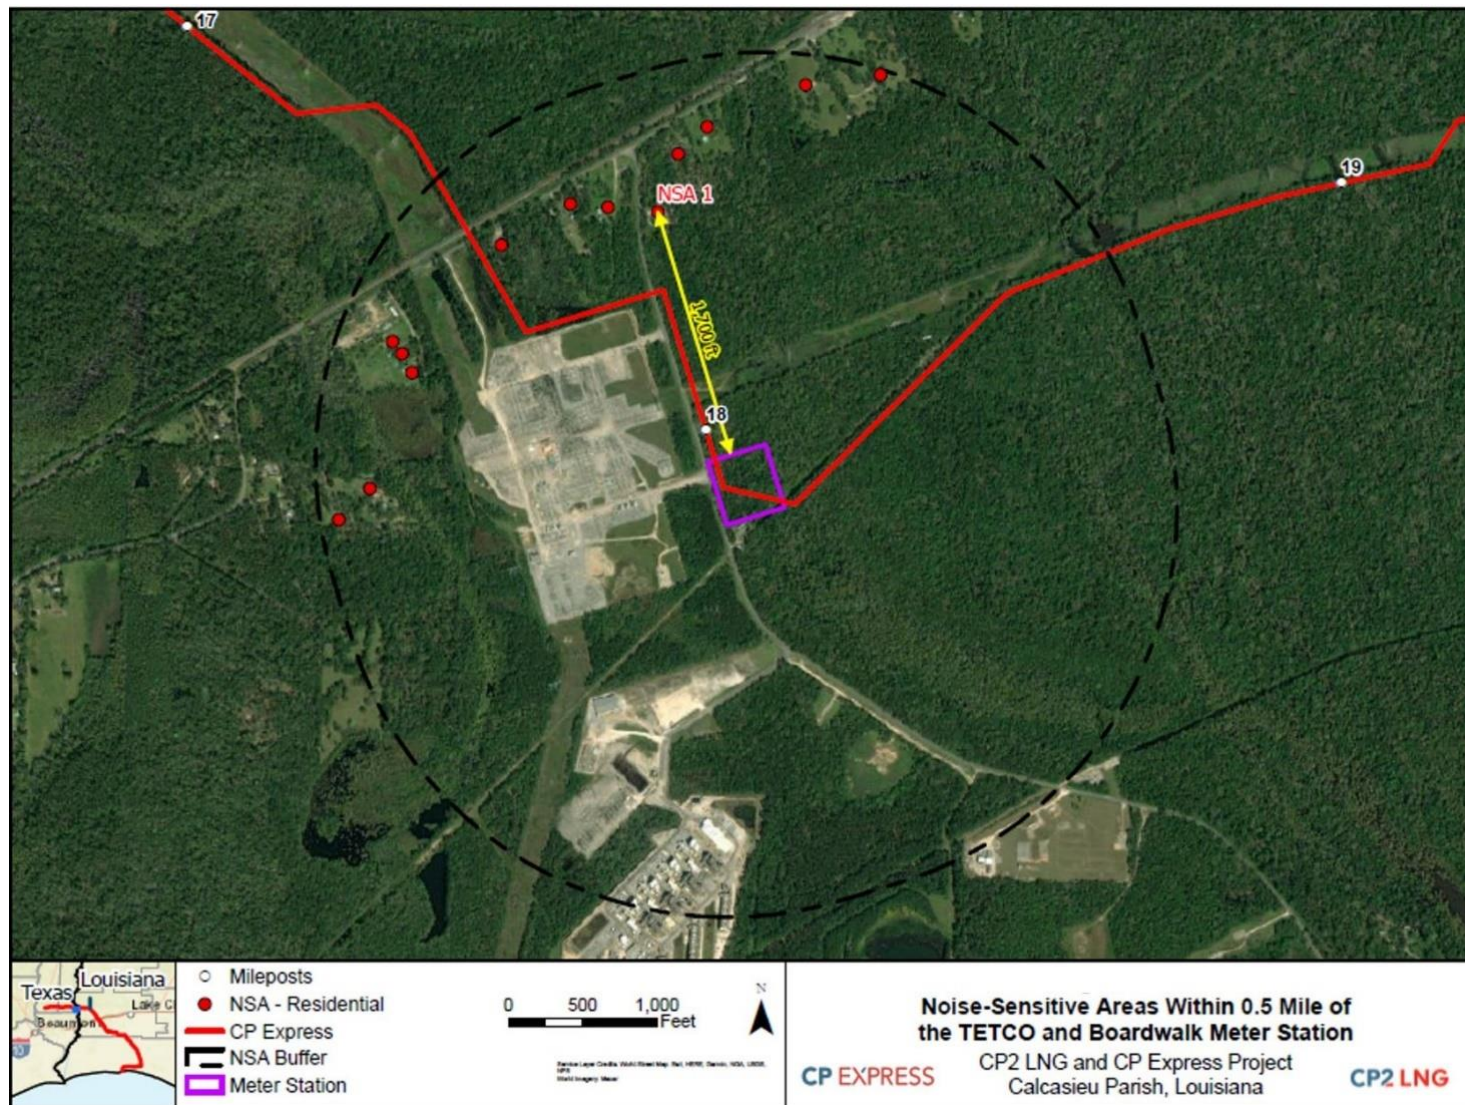 17
NSA 1
19
1,700 ft
18
Texas
Louisiana
Beaumont
10
Mileposts
NSA - Residential
CP Express
NSA Buffer
Meter Station
0 500 1,000
Feet
N
Noise-Sensitive Areas Within 0.5 Mile of
the TETCO and Boardwalk Meter Station
CP2 LNG and CP Express Project
Calcasieu Parish, Louisiana
CP EXPRESS
CP2 LNG